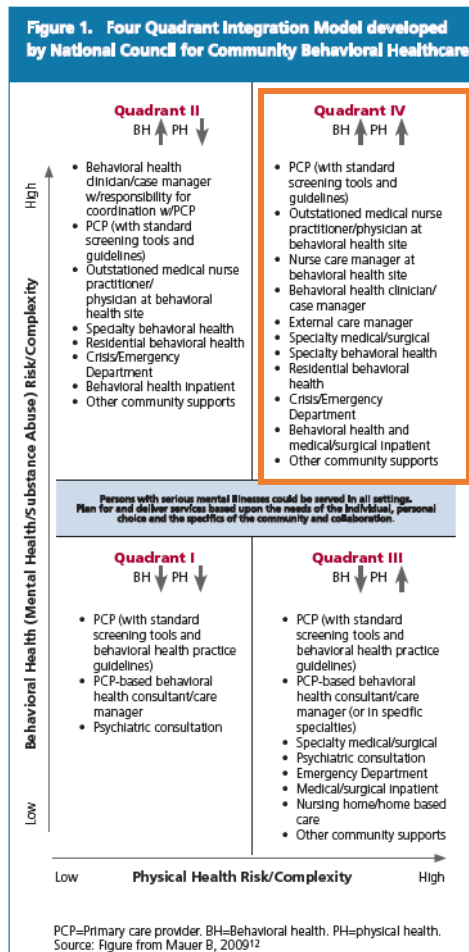 Figure 1. Four Quadrant Integration Model developed
by National Council for Community Behavioral Healthcare
Quadrant II
BH PH
• Behavioral health
clinician/case manager
w/responsibility for
coordination w/PCP
• PCP (with standard
screening tools and
guidelines)
• Outstationed medical nurse
practitioner/
physician at behavioral
health site
• Specialty behavioral health
• Residential behavioral health
• Crisis/Emergency
Department
• Behavioral health inpatient
• Other community supports
Quadrant IV
BH PH
• PCP (with standard
screening tools and
guidelines)
• Outstationed medical nurse
practitioner/physician at
behavioral health site
• Nurse care manager at
behavioral health site
• Behavioral health clinician/
case manager
• External care manager
• Specialty medical/surgical
• Specialty behavioral health
• Residential behavioral
health
• Crisis/Emergency
Department
• Behavioral health and
medical/surgical inpatient
• Other community supports
Persons with serious mental illnesses could be served in all settings.
Plan for and deliver services based upon the needs of the individual, personal
choice and the specifics of the community and collaboration.
Quadrant I
BH PH
• PCP (with standard
screening tools and
behavioral health practice
guidelines)
• PCP-based behavioral
health consultant/care
manager
• Psychiatric consultation
Quadrant III
BH PH
• PCP (with standard
screening tools and
behavioral health practice
guidelines)
• PCP-based behavioral
health consultant/care
manager (or in specific
specialties)
• Specialty medical/surgical
• Psychiatric consultation
• Emergency Department
• Medical/surgical inpatient
• Nursing home/home based
care
• Other community supports
High
Behavioral Health (Mental Health/Substance Abuse) Risk/Complexity
Low
Low Physical Health Risk/Complexity High
PCP=Primary care provider. BH=Behavioral health. PH=physical health.
Source: Figure from Mauer B, 2009¹²